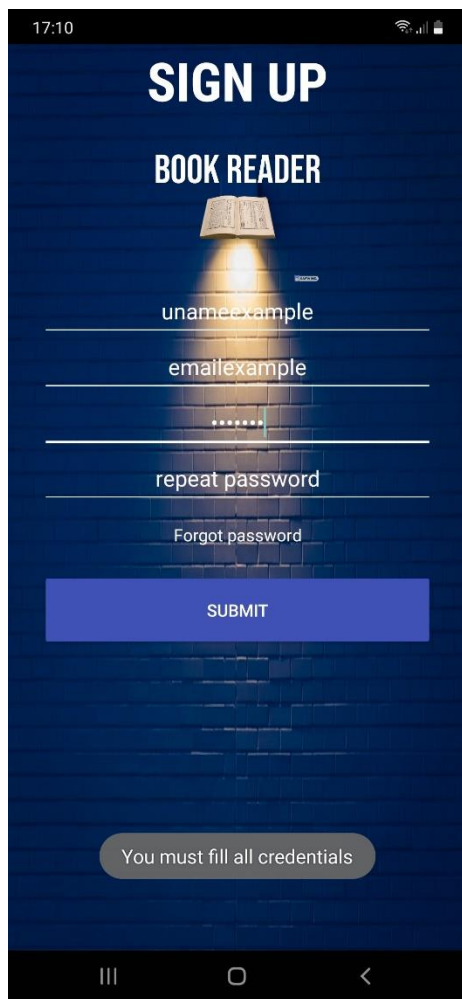 17:10
SIGN UP
BOOK READER
unameexample
emailexample
•••••••
repeat password
Forgot password
SUBMIT
You must fill all credentials